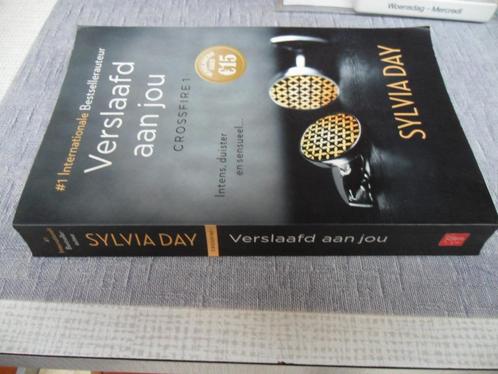 Woensdag - Mercredi
#1 Internationale Bestsellerauteur
Verslaafd
aan jou
CROSSFIRE 1
€15
Intens, duister
en sensueel...
SYLVIA DAY
SYLVIA DAY
Verslaafd aan jou